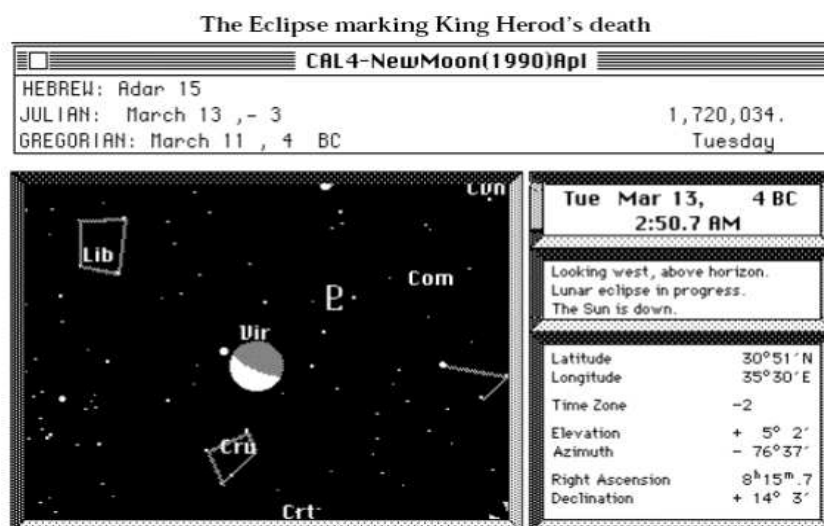 The Eclipse marking King Herod's death
CAL4-NewMoon(1990)Apl
HEBREW: Adar 15
JULIAN: March 13 ,- 3 1,720,034.
GREGORIAN: March 11 , 4 BC Tuesday
Tue Mar 13, 4 BC
2:50.7 AM
Looking west, above horizon.
Lunar eclipse in progress.
The Sun is down.
Latitude 30°51′N
Longitude 35°30′E
Time Zone -2
Elevation + 5° 2′
Azimuth - 76°37′
Right Ascension 8h15m.7
Declination + 14° 3′
Lib
Com
Vir
Cru
Crt